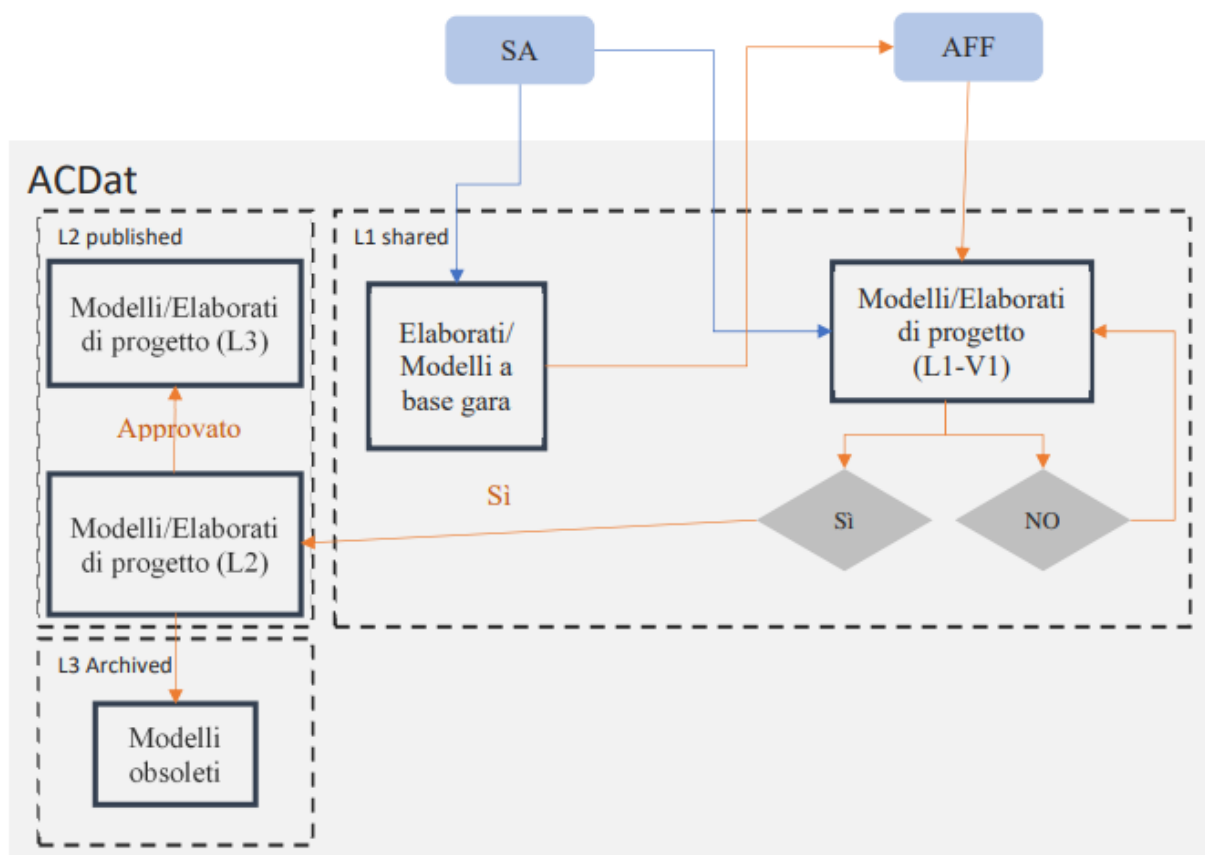 SA
AFF
ACDat
L2 published
Modelli/Elaborati
di progetto (L3)
Approvato
Modelli/Elaborati
di progetto (L2)
L3 Archived
Modelli
obsoleti
L1 shared
Elaborati/
Modelli a
base gara
Modelli/Elaborati
di progetto
(L1-V1)
Sì
Sì
NO